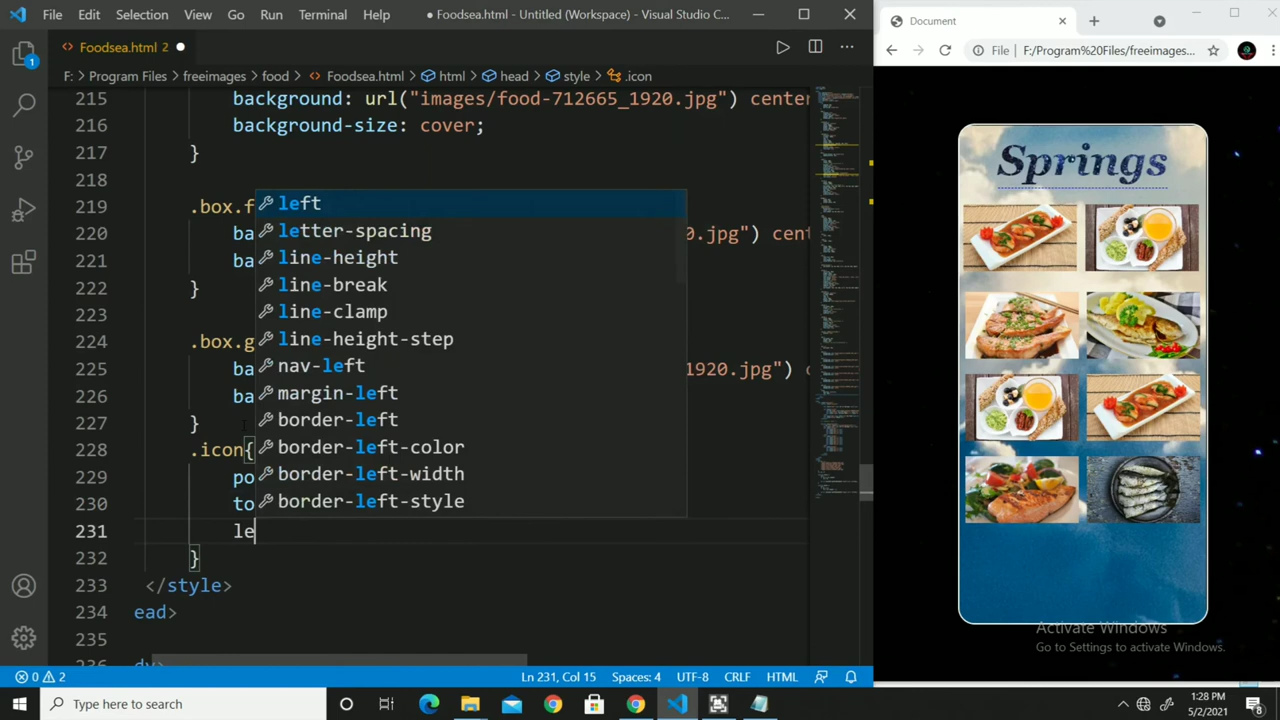 File Edit Selection View Go Run Terminal Help
● Foodsea.html - Untitled (Workspace) - Visual Studio C...
Document
Foodsea.html 2
File F:/Program%20Files/freeimages...
F: > Program Files > freeimages > food > Foodsea.html > html > head > style > .icon
215 background: url("images/food-712665_1920.jpg") center
216 background-size: cover;
217 }
218
219 .box.f
220 ba 0.jpg") cent
221 ba
222 }
223
224 .box.g
225 ba 1920.jpg")
226 ba
227 }
228 .icon{
229 po
230 to
231 le
232 }
233 </style>
234 ead>
235
236 dy>
left
letter-spacing
line-height
line-break
line-clamp
line-height-step
nav-left
margin-left
border-left
border-left-color
border-left-width
border-left-style
Springs
Activate Windows
Go to Settings to activate Windows.
0 2 Ln 231, Col 15 Spaces: 4 UTF-8 CRLF HTML
Type here to search
1:28 PM
5/2/2021
8
1